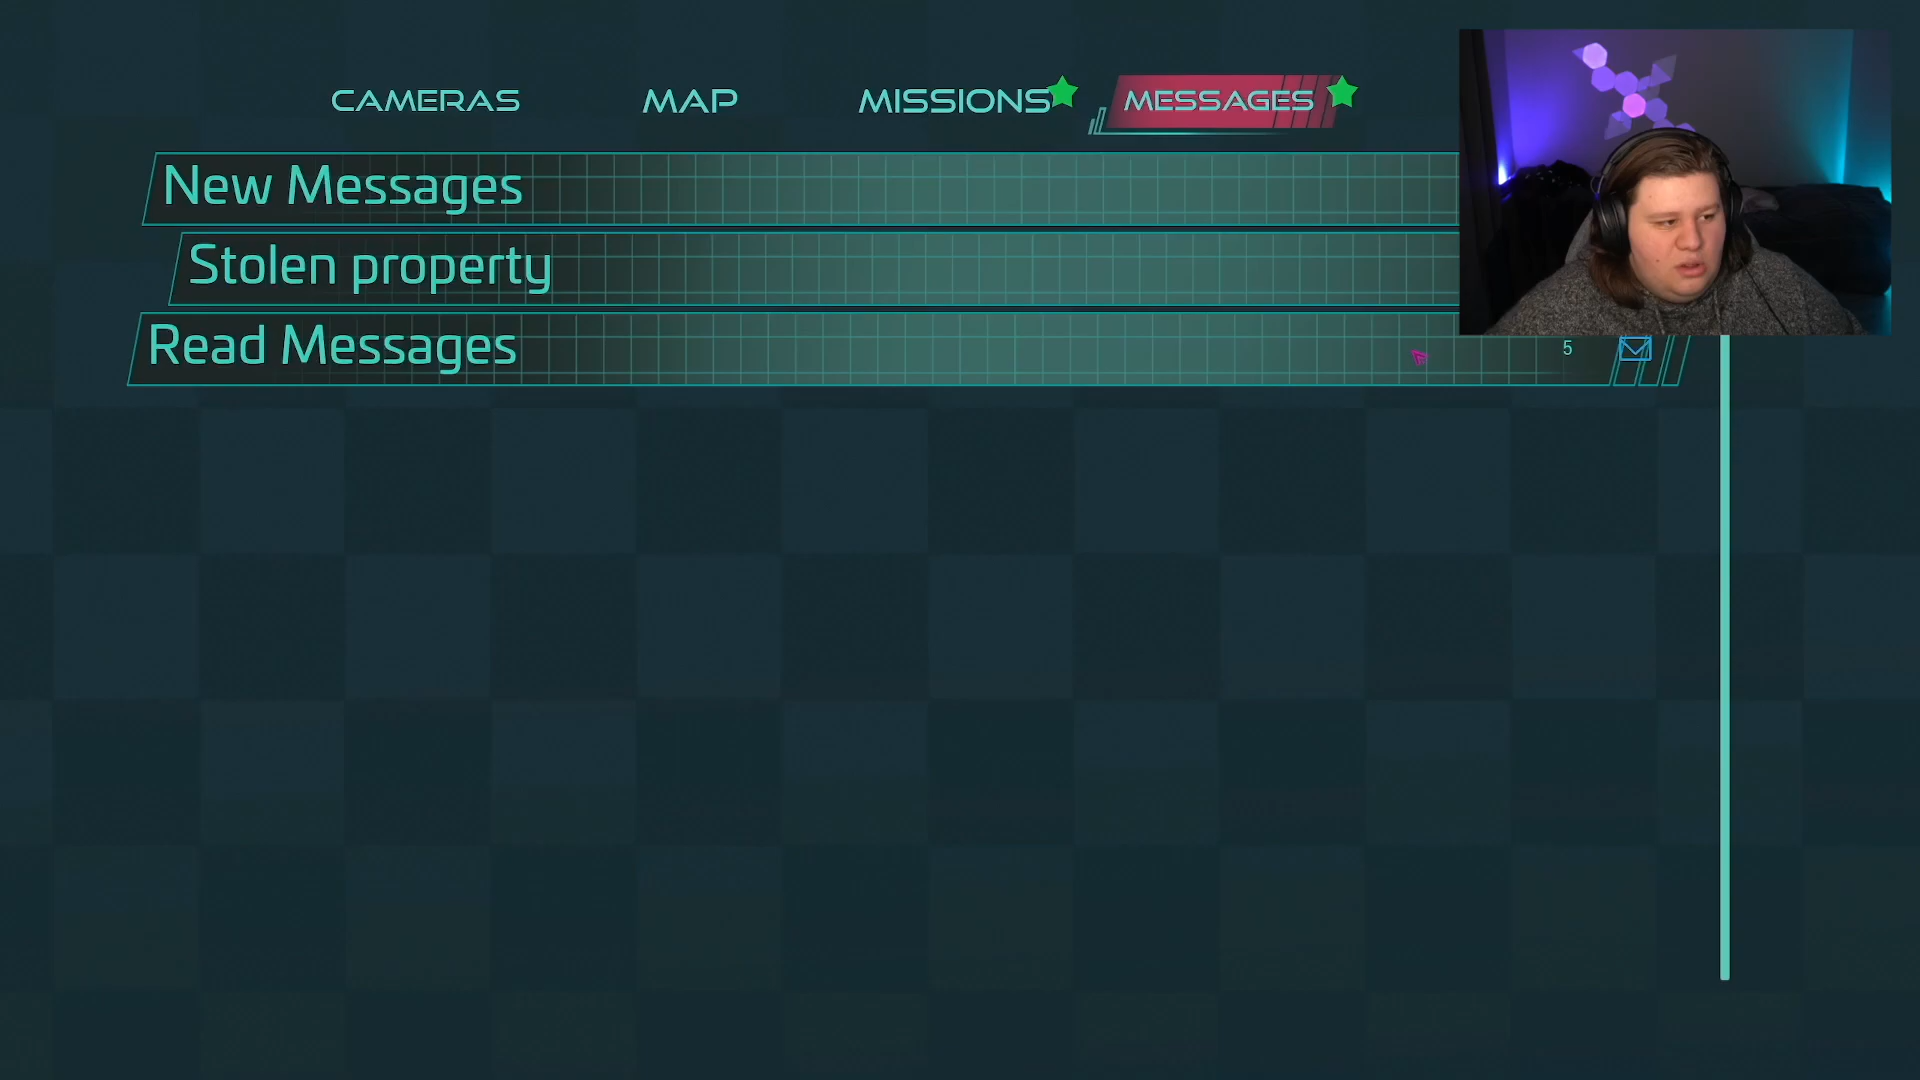 CAMERAS MAP MISSIONS MESSAGES
New Messages
Stolen property
Read Messages 5